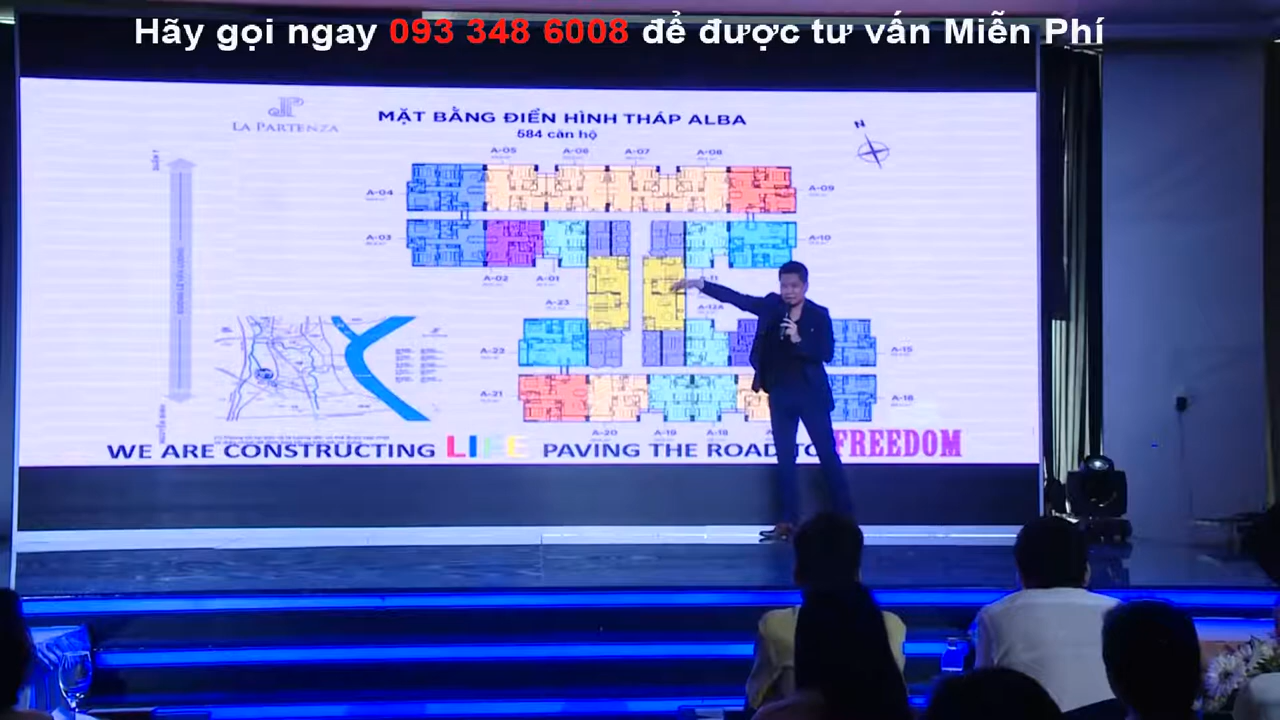 Hãy gọi ngay 093 348 6008 để được tư vấn Miễn Phí
LA PARTENZA
MẶT BẰNG ĐIỂN HÌNH THÁP ALBA
584 căn hộ
N
A-05 A-06 A-07 A-08
A-04 A-09
A-03 A-10
A-02 A-01
A-23 A-12A
A-22 A-15
A-21 A-16
A-20 A-19 A-18
WE ARE CONSTRUCTING LIFE PAVING THE ROAD TO FREEDOM